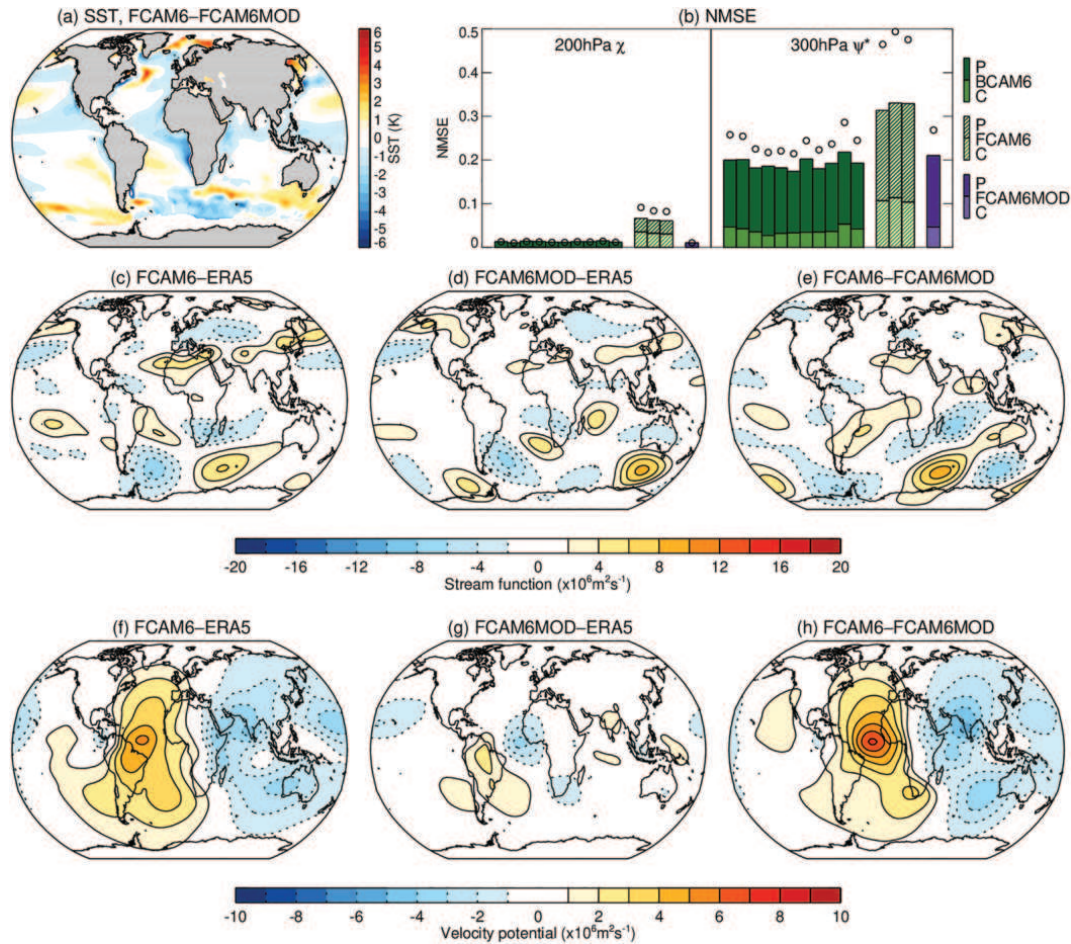 (a) SST, FCAM6–FCAM6MOD
6
5
4
3
2
1
-1
-2
-3
-4
-5
-6
SST (K)
(b) NMSE
200hPa χ
300hPa ψ*
0.5
0.4
0.3
0.2
0.1
0
NMSE
P
BCAM6
C
P
FCAM6
C
P
FCAM6MOD
C
(c) FCAM6–ERA5
(d) FCAM6MOD–ERA5
(e) FCAM6–FCAM6MOD
-20 -16 -12 -8 -4 0 4 8 12 16 20
Stream function (x10⁶m²s⁻¹)
(f) FCAM6–ERA5
(g) FCAM6MOD–ERA5
(h) FCAM6–FCAM6MOD
-10 -8 -6 -4 -2 0 2 4 6 8 10
Velocity potential (x10⁶m²s⁻¹)